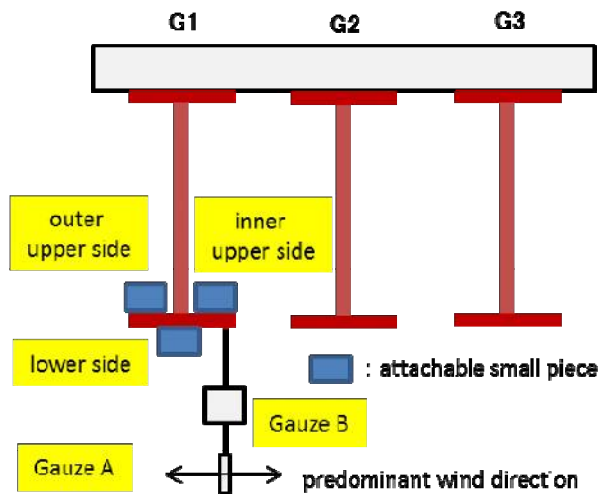 G1 G2 G3
outer
upper side
inner
upper side
lower side
: attachable small piece
Gauze B
Gauze A
predominant wind direction